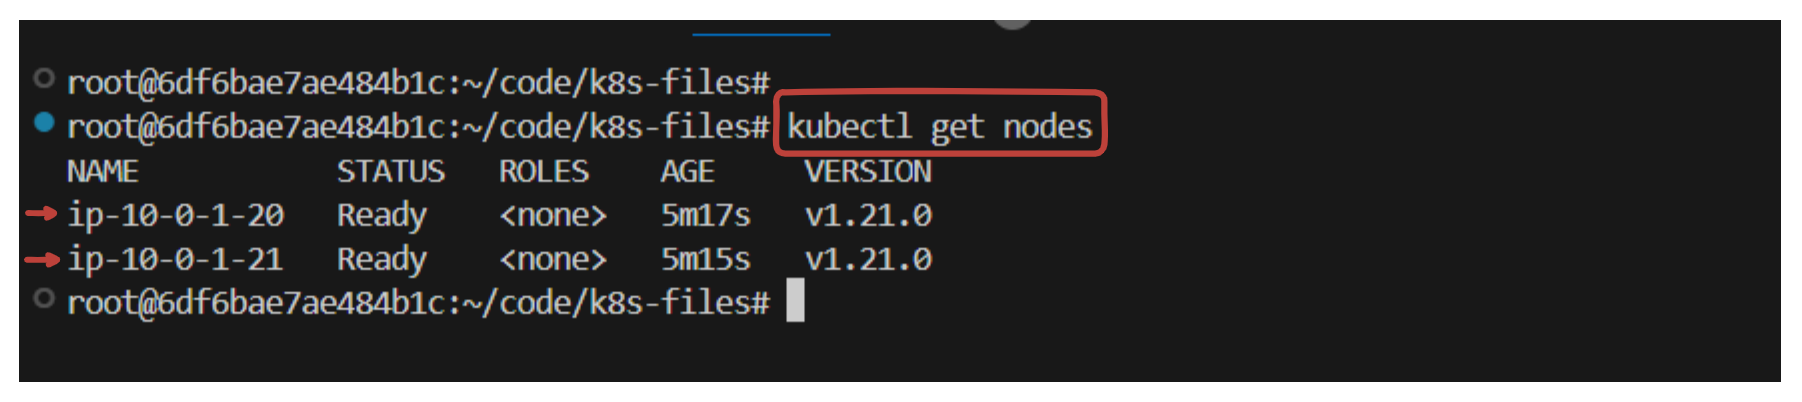 root@6df6bae7ae484b1c:~/code/k8s-files#
root@6df6bae7ae484b1c:~/code/k8s-files# kubectl get nodes
NAME STATUS ROLES AGE VERSION
ip-10-0-1-20 Ready <none> 5m17s v1.21.0
ip-10-0-1-21 Ready <none> 5m15s v1.21.0
root@6df6bae7ae484b1c:~/code/k8s-files#